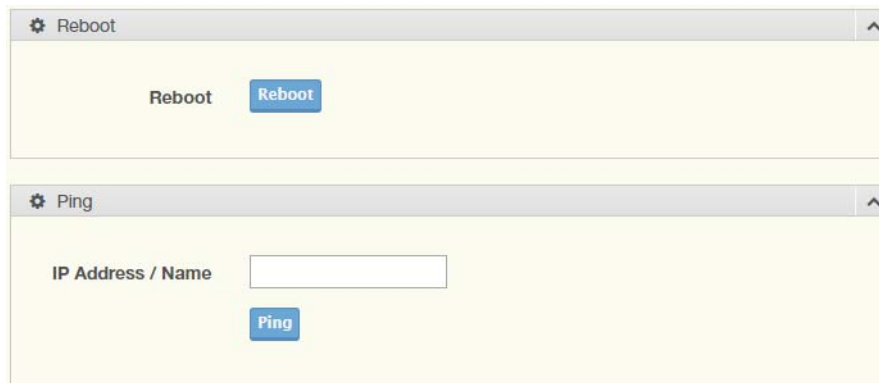 Reboot
Reboot Reboot
Ping
IP Address / Name
Ping